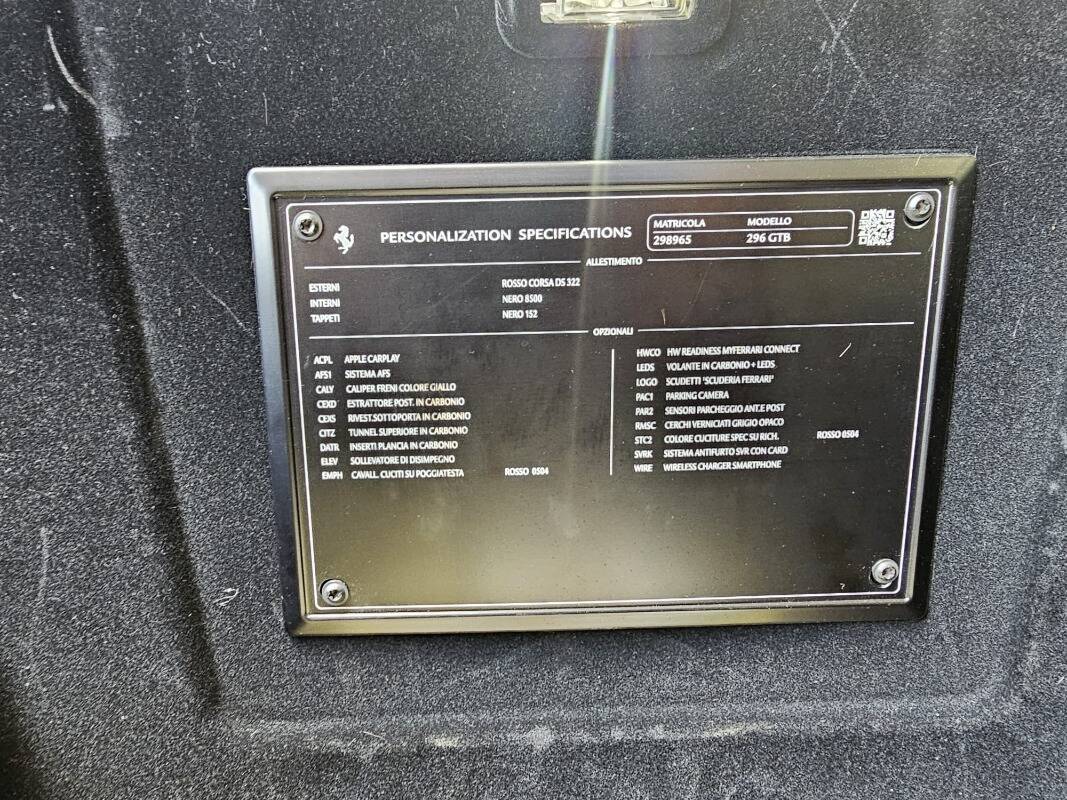 PERSONALIZATION SPECIFICATIONS
MATRICOLA MODELLO
298965 296 GTB
ALLESTIMENTO
ESTERNI ROSSO CORSA DS 322
INTERNI NERO 8500
TAPPETI NERO 152
OPZIONALI
ACPL APPLE CARPLAY
AFS1 SISTEMA AFS
CALY CALIPER FRENI COLORE GIALLO
CEXD ESTRATTORE POST. IN CARBONIO
CEXS RIVEST.SOTTOPORTA IN CARBONIO
CITZ TUNNEL SUPERIORE IN CARBONIO
DATR INSERTI PLANCIA IN CARBONIO
ELEV SOLLEVATORE DI DISIMPEGNO
EMPH CAVALL. CUCITI SU POGGIATESTA ROSSO 0504
HWCO HW READINESS MYFERRARI CONNECT
LEDS VOLANTE IN CARBONIO + LEDS
LOGO SCUDETTI "SCUDERIA FERRARI"
PAC1 PARKING CAMERA
PAR2 SENSORI PARCHEGGIO ANT.E POST
RMSC CERCHI VERNICIATI GRIGIO OPACO
STC2 COLORE CUCITURE SPEC SU RICH. ROSSO 0504
SVRK SISTEMA ANTIFURTO SVR CON CARD
WIRE WIRELESS CHARGER SMARTPHONE